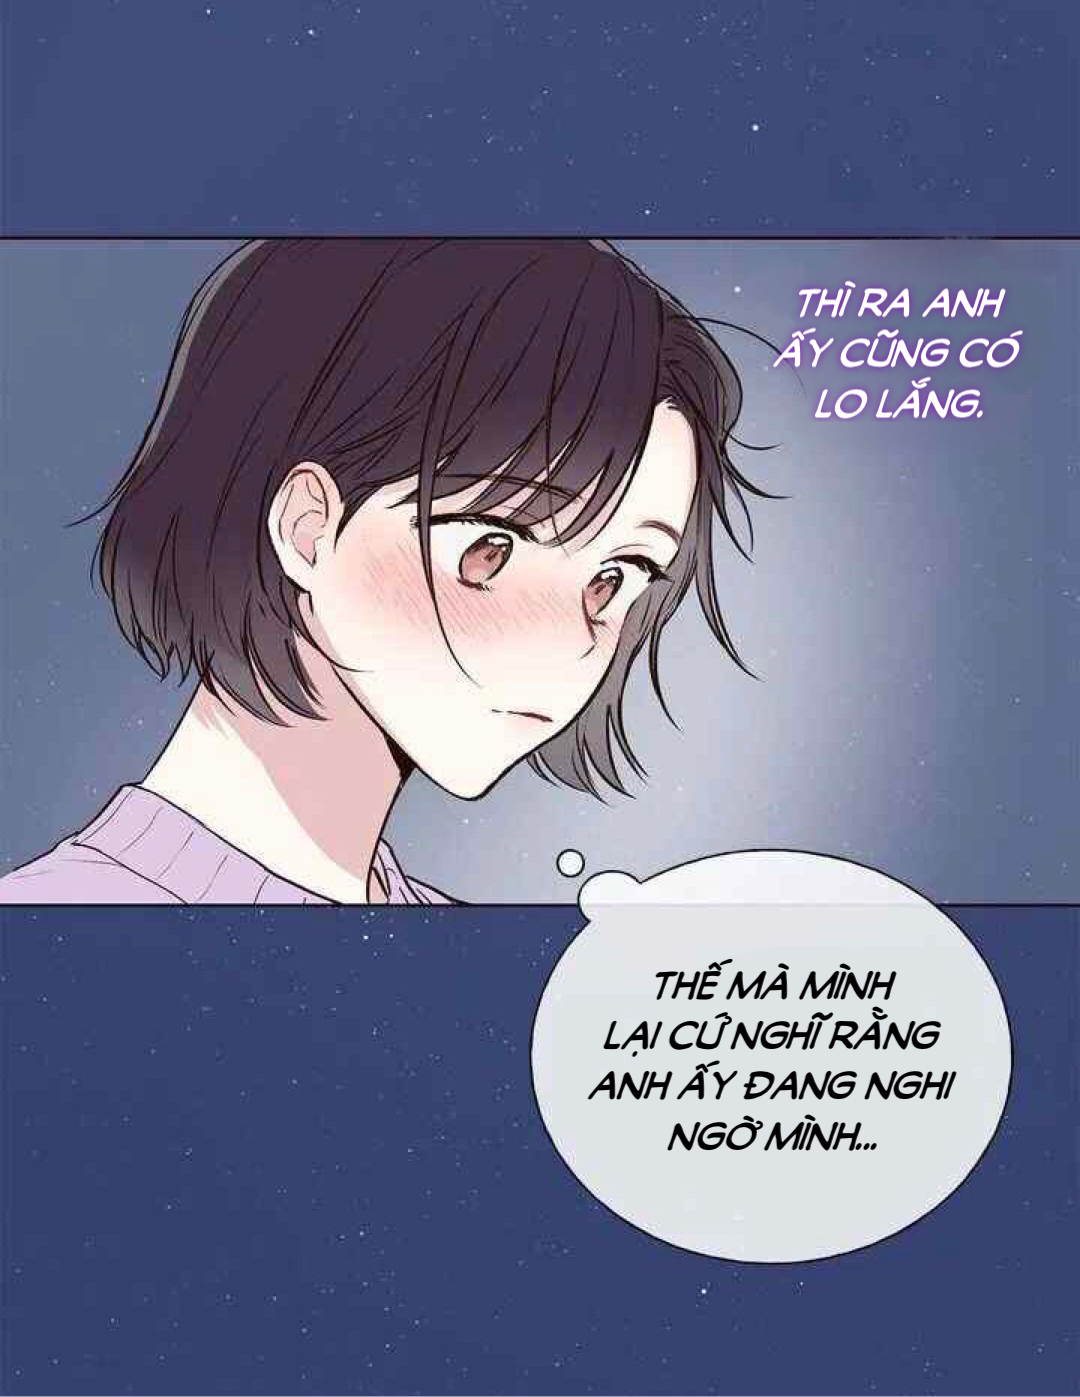 THÌ RA ANH
ẤY CŨNG CÓ
LO LẮNG.
THẾ MÀ MÌNH
LẠI CỨ NGHĨ RẰNG
ANH ẤY ĐANG NGHI
NGỜ MÌNH...